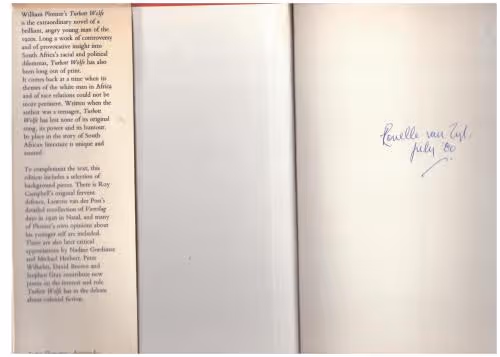 William Plomer's Turbott Wolfe
is the extraordinary novel of a
brilliant, angry young man of the
1920s. Long a work of controversy
and of provocative insight into
South Africa's racial and political
dilemmas, Turbott Wolfe has also
been long out of print.
It comes back at a time when its
themes of the white man in Africa
and of race relations could not be
more pertinent. Written when the
author was a teenager, Turbott
Wolfe has lost none of its original
sting, its power and its humour.
Its place in the story of South
African literature is unique and
assured.
To complement the text, this
edition includes a selection of
background pieces. There is Roy
Campbell's original fervent
defence, Laurens van der Post's
detailed recollection of Voorslag
days in 1926 in Natal, and many
of Plomer's own opinions about
his younger self are included.
There are also later critical
appreciations by Nadine Gordimer
and Michael Herbert. Peter
Wilhelm, David Brown and
Stephen Gray contribute new
points on the interest and role
Turbott Wolfe has in the debate
about colonial fiction.
Ronelle van Zyl.
July '80